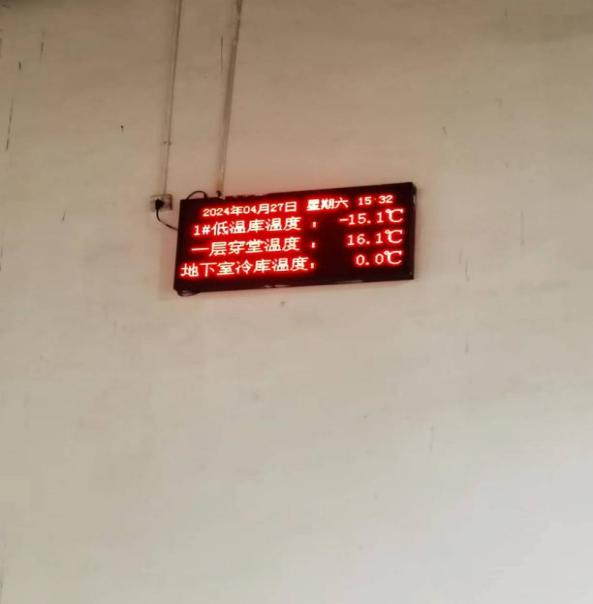 2024年04月27日 星期六 15:32
1#低温库温度 : -15.1℃
一层穿堂温度 : 16.1℃
地下室冷库温度: 0.0℃